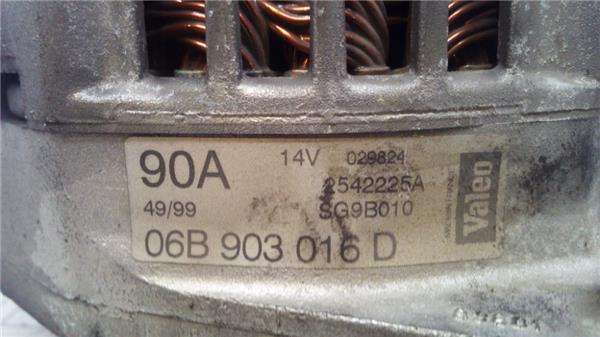 90A 14V 029824
2542225A
49/99 SG9B010
06B 903 016 D
Valeo